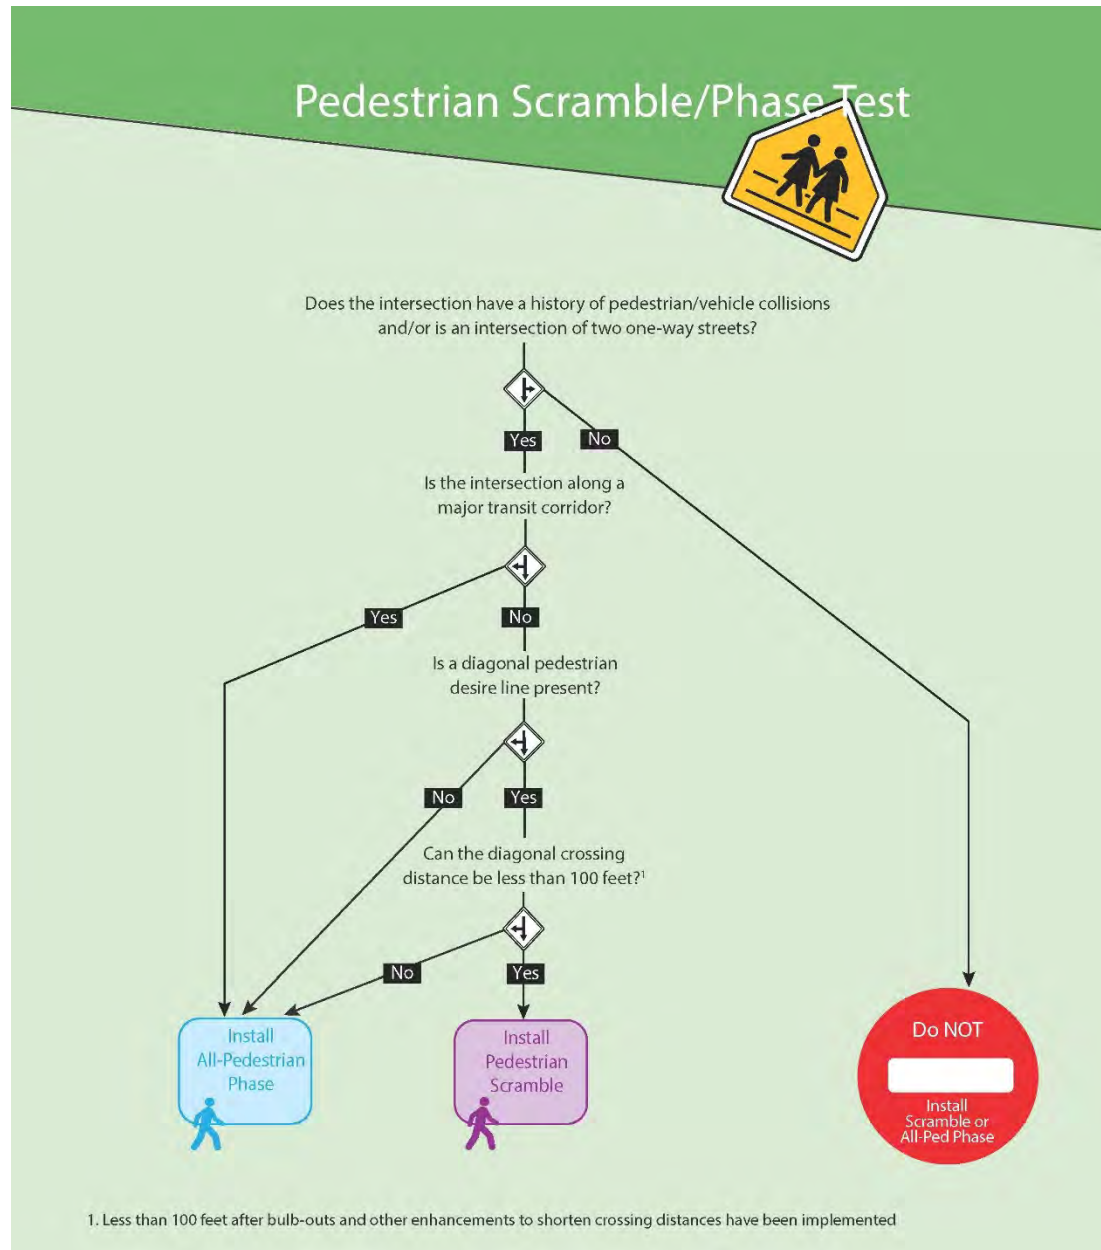 Pedestrian Scramble/Phase Test
Does the intersection have a history of pedestrian/vehicle collisions
and/or is an intersection of two one-way streets?
Yes
No
Is the intersection along a
major transit corridor?
Yes
No
Is a diagonal pedestrian
desire line present?
No
Yes
Can the diagonal crossing
distance be less than 100 feet?¹
No
Yes
Install
All-Pedestrian
Phase
Install
Pedestrian
Scramble
Do NOT
Install
Scramble or
All-Ped Phase
1. Less than 100 feet after bulb-outs and other enhancements to shorten crossing distances have been implemented